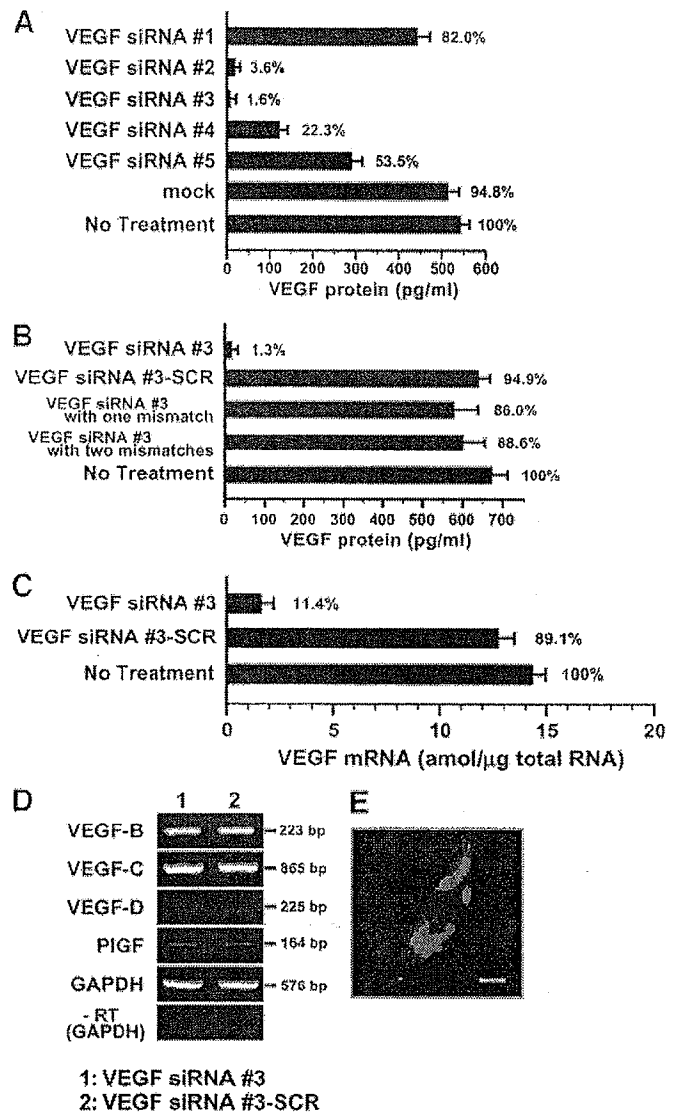 A
VEGF siRNA #1 82.0%
VEGF siRNA #2 3.6%
VEGF siRNA #3 1.6%
VEGF siRNA #4 22.3%
VEGF siRNA #5 53.5%
mock 94.8%
No Treatment 100%
0 100 200 300 400 500 600
VEGF protein (pg/ml)
B
VEGF siRNA #3 1.3%
VEGF siRNA #3-SCR 94.9%
VEGF siRNA #3
with one mismatch 86.0%
VEGF siRNA #3
with two mismatches 88.6%
No Treatment 100%
0 100 200 300 400 500 600 700
VEGF protein (pg/ml)
C
VEGF siRNA #3 11.4%
VEGF siRNA #3-SCR 89.1%
No Treatment 100%
0 5 10 15 20
VEGF mRNA (amol/μg total RNA)
D
1 2
VEGF-B 223 bp
VEGF-C 865 bp
VEGF-D 225 bp
PlGF 164 bp
GAPDH 576 bp
- RT
(GAPDH)
1: VEGF siRNA #3
2: VEGF siRNA #3-SCR
E